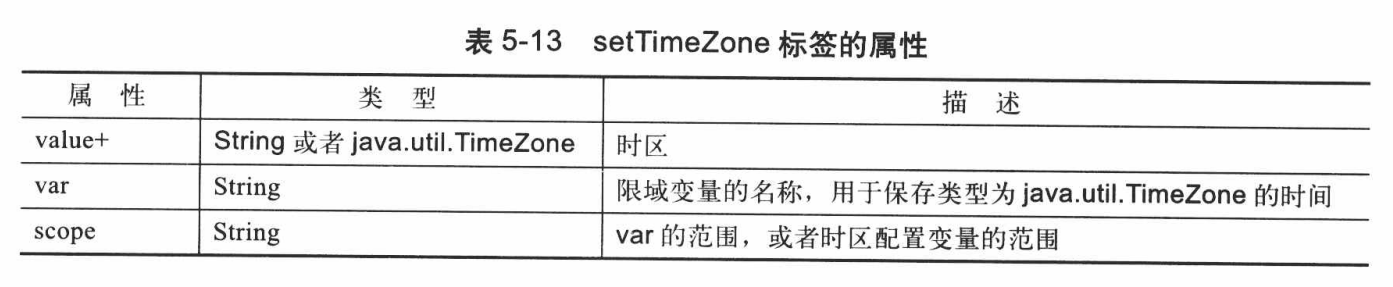 表 5-13 setTimeZone 标签的属性
属 性 类 型 描 述
value+ String 或者 java.util.TimeZone 时区
var String 限域变量的名称，用于保存类型为 java.util.TimeZone 的时间
scope String var 的范围，或者时区配置变量的范围